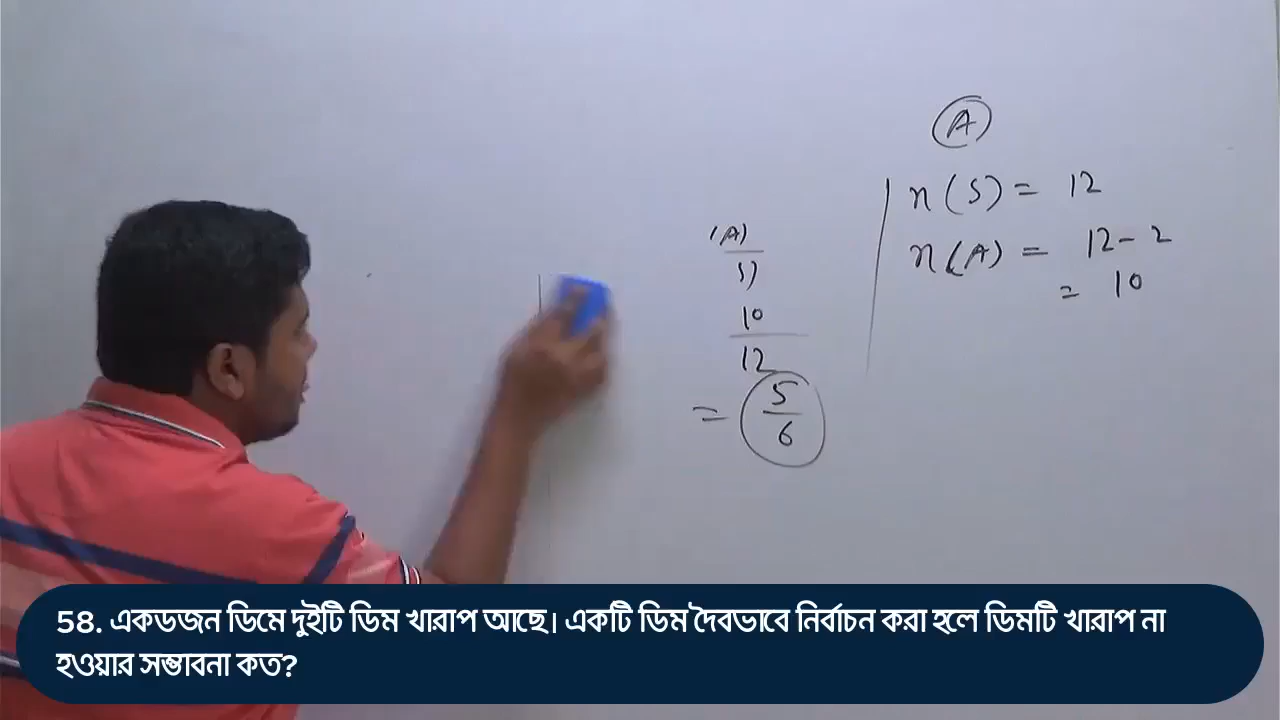 (A)
S)
10
12
= 5
6
A
n(S) = 12
n(A) = 12-2
= 10
58. একডজন ডিমে দুইটি ডিম খারাপ আছে। একটি ডিম দৈবভাবে নির্বাচন করা হলে ডিমটি খারাপ না
হওয়ার সম্ভাবনা কত?